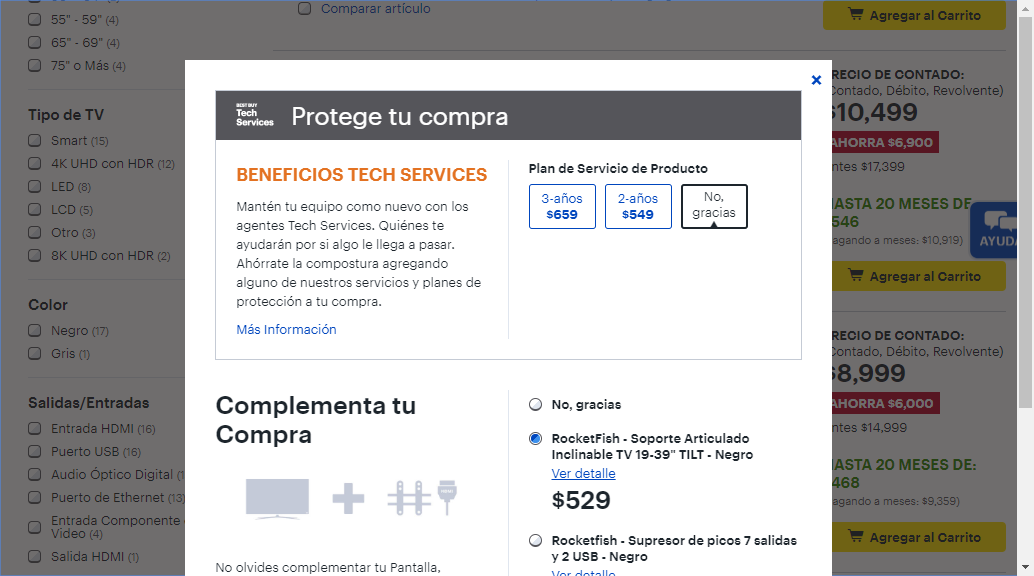 55" - 59" (4)
65" - 69" (4)
75" o Más (4)
Tipo de TV
Smart (15)
4K UHD con HDR (12)
LED (8)
LCD (5)
Otro (3)
8K UHD con HDR (2)
Color
Negro (17)
Gris (1)
Salidas/Entradas
Entrada HDMI (16)
Puerto USB (16)
Audio Óptico Digital (1
Puerto de Ethernet (13)
Entrada Componente
Video (4)
Salida HDMI (1)
Comparar artículo
Agregar al Carrito
×
BEST BUY
Tech
Services
Protege tu compra
BENEFICIOS TECH SERVICES
Mantén tu equipo como nuevo con los
agentes Tech Services. Quiénes te
ayudarán por si algo le llega a pasar.
Ahórrate la compostura agregando
alguno de nuestros servicios y planes de
protección a tu compra.
Más Información
Plan de Servicio de Producto
3-años
$659
2-años
$549
No,
gracias
Complementa tu
Compra
No olvides complementar tu Pantalla,
No, gracias
RocketFish - Soporte Articulado
Inclinable TV 19-39" TILT - Negro
Ver detalle
$529
Rocketfish - Supresor de picos 7 salidas
y 2 USB - Negro
Ver detalle
RECIO DE CONTADO:
Contado, Débito, Revolvente)
$10,499
AHORRA $6,900
ntes $17,399
HASTA 20 MESES DE
546
agando a meses: $10,919)
AYUDA
Agregar al Carrito
RECIO DE CONTADO:
Contado, Débito, Revolvente)
$8,999
AHORRA $6,000
ntes $14,999
ASTA 20 MESES DE:
468
agando a meses: $9,359)
Agregar al Carrito